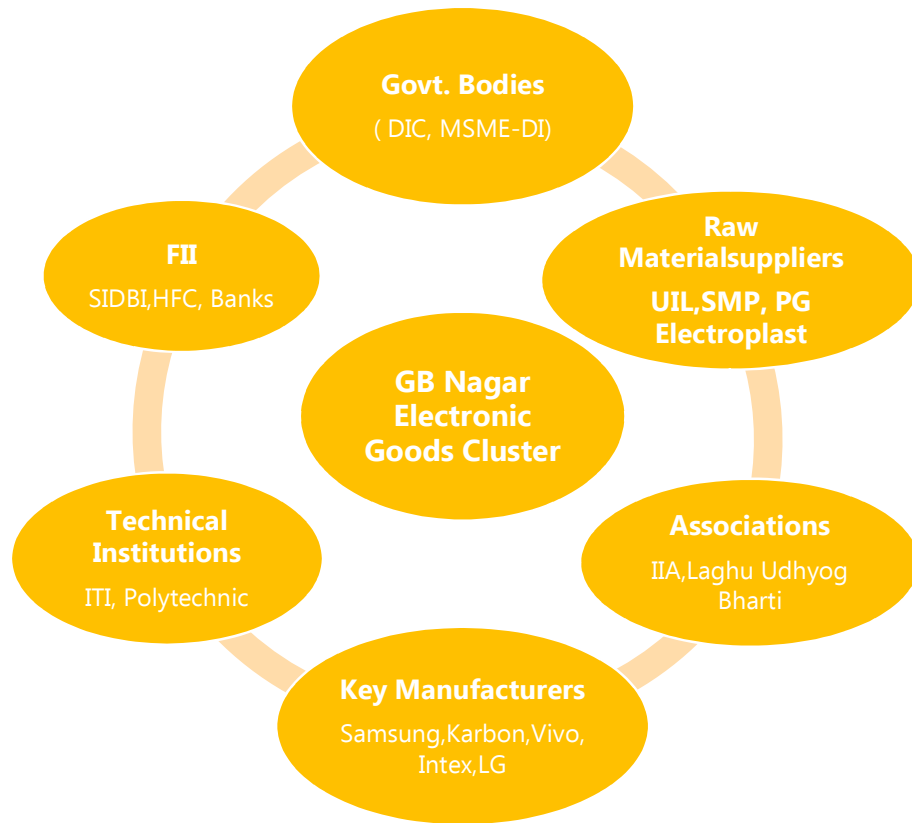 Govt. Bodies
( DIC, MSME-DI)
Raw
Materialsuppliers
UIL,SMP, PG
Electroplast
Associations
IIA,Laghu Udhyog
Bharti
Key Manufacturers
Samsung,Karbon,Vivo,
Intex,LG
Technical
Institutions
ITI, Polytechnic
FII
SIDBI,HFC, Banks
GB Nagar
Electronic
Goods Cluster